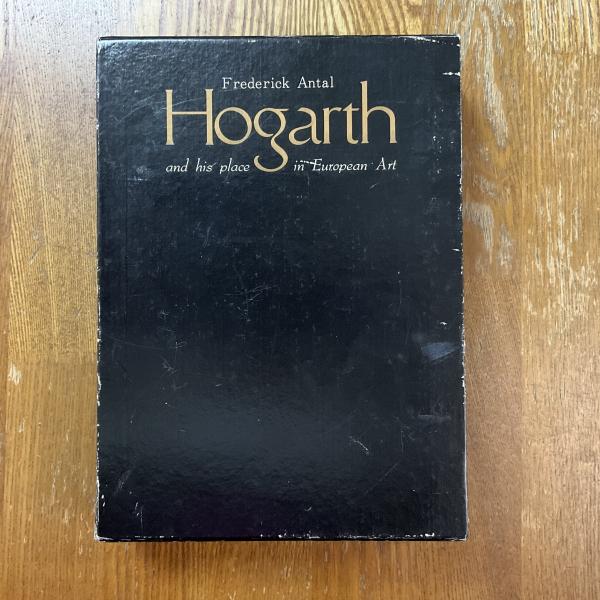 Frederick Antal
Hogarth
and his place in European Art